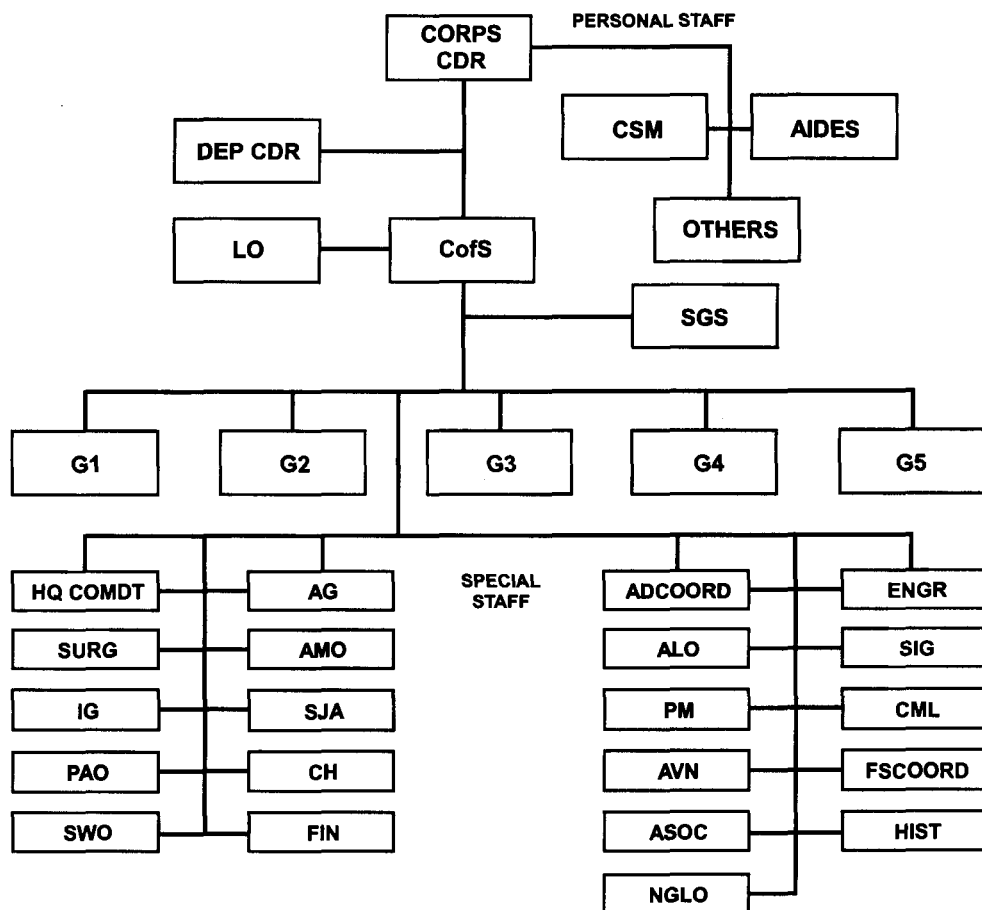 CORPS
CDR
PERSONAL STAFF
CSM
AIDES
DEP CDR
OTHERS
LO
CofS
SGS
G1
G2
G3
G4
G5
HQ COMDT
AG
SPECIAL
STAFF
ADCOORD
ENGR
SURG
AMO
ALO
SIG
IG
SJA
PM
CML
PAO
CH
AVN
FSCOORD
SWO
FIN
ASOC
HIST
NGLO